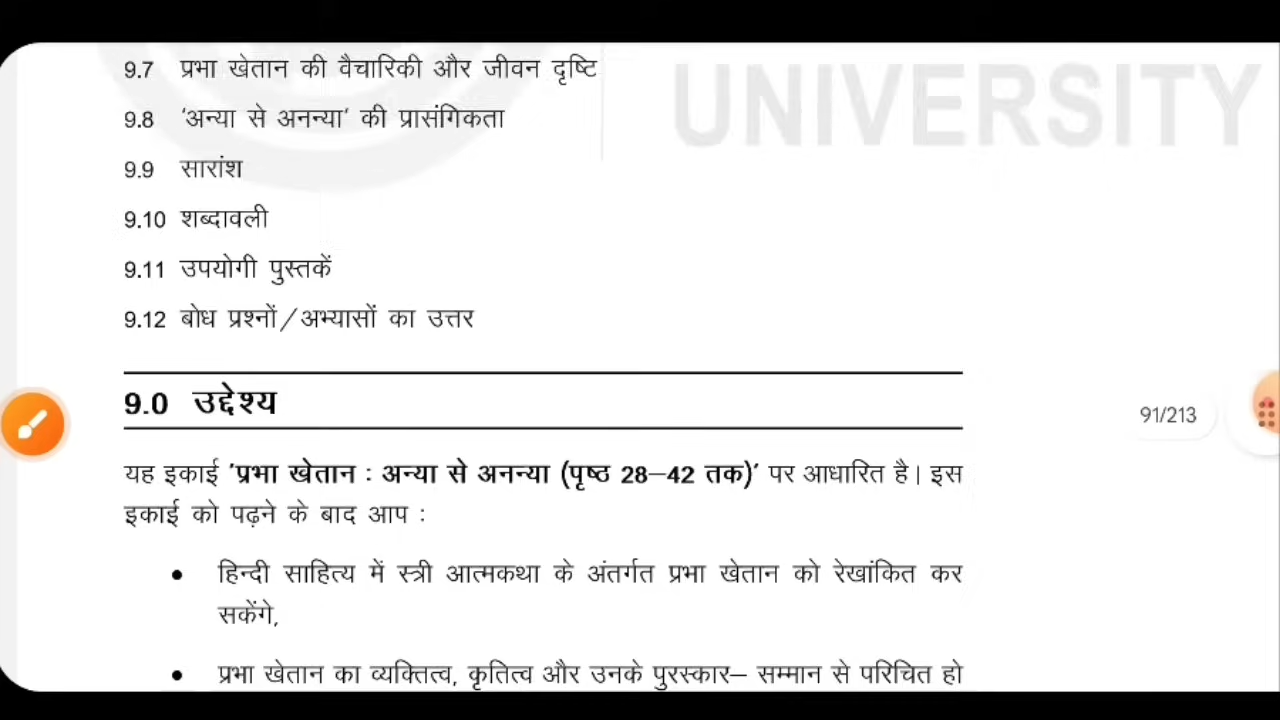 9.7 प्रभा खेतान की वैचारिकी और जीवन दृष्टि
UNIVERSITY
9.8 'अन्या से अनन्या' की प्रासंगिकता
9.9 सारांश
9.10 शब्दावली
9.11 उपयोगी पुस्तकें
9.12 बोध प्रश्नों/अभ्यासों का उत्तर
9.0 उद्देश्य
91/213
यह इकाई 'प्रभा खेतान : अन्या से अनन्या (पृष्ठ 28–42 तक)' पर आधारित है। इस
इकाई को पढ़ने के बाद आप :
• हिन्दी साहित्य में स्त्री आत्मकथा के अंतर्गत प्रभा खेतान को रेखांकित कर
सकेंगे,
• प्रभा खेतान का व्यक्तित्व, कृतित्व और उनके पुरस्कार– सम्मान से परिचित हो